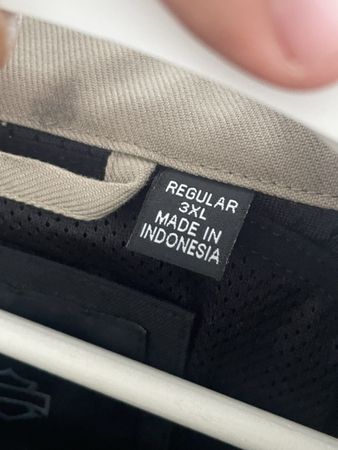 REGULAR
3XL
MADE IN
INDONESIA